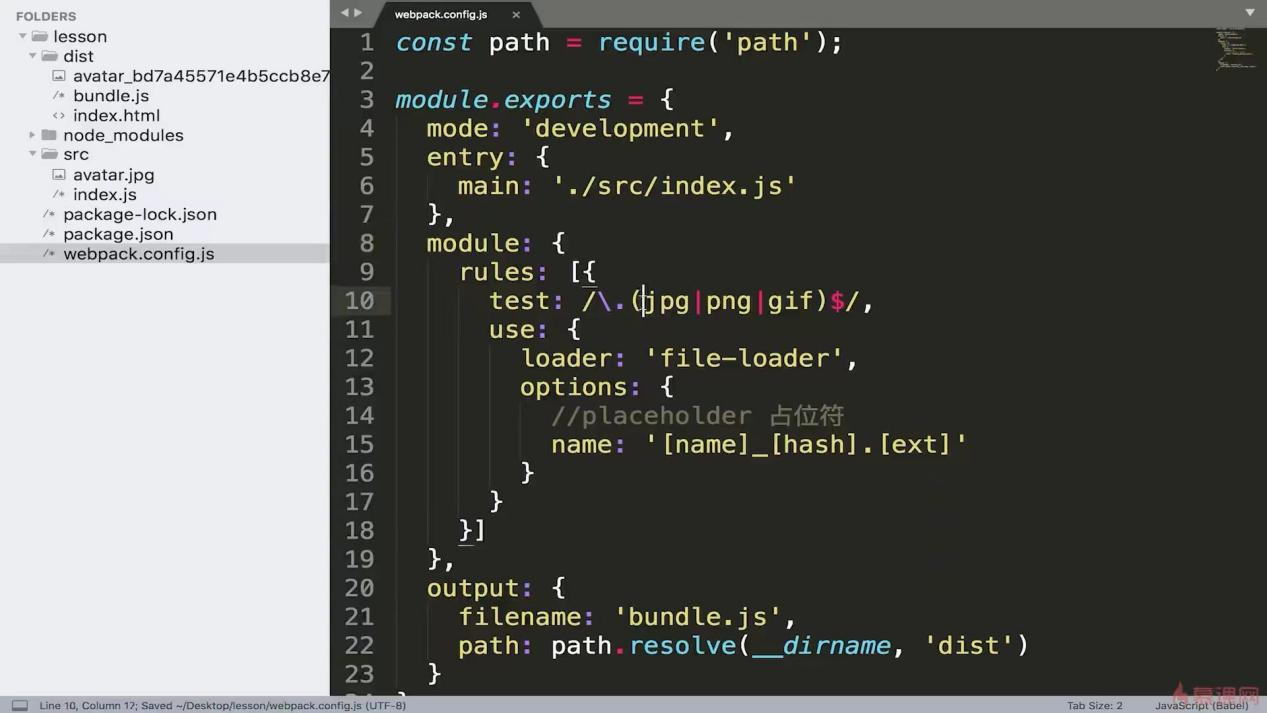 FOLDERS
lesson
dist
avatar_bd7a45571e4b5ccb8e7
bundle.js
index.html
node_modules
src
avatar.jpg
index.js
package-lock.json
package.json
webpack.config.js
webpack.config.js ×
1 const path = require('path');
2
3 module.exports = {
4 mode: 'development',
5 entry: {
6 main: './src/index.js'
7 },
8 module: {
9 rules: [{
10 test: /\.(jpg|png|gif)$/,
11 use: {
12 loader: 'file-loader',
13 options: {
14 //placeholder 占位符
15 name: '[name]_[hash].[ext]'
16 }
17 }
18 }]
19 },
20 output: {
21 filename: 'bundle.js',
22 path: path.resolve(__dirname, 'dist')
23 }
Line 10, Column 17; Saved ~/Desktop/lesson/webpack.config.js (UTF-8)
Tab Size: 2
JavaScript (Babel)
慕课网